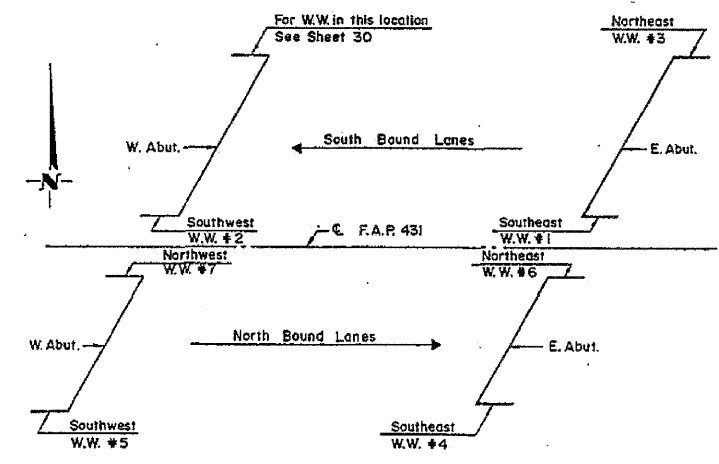 For W.W. in this location
See Sheet 30
Northeast
W.W. #3
W. Abut.
South Bound Lanes
E. Abut.
N
Southwest
W.W. #2
Southeast
W.W. #1
℄ F.A.P. 431
Northwest
W.W. #7
Northeast
W.W. #6
W. Abut.
North Bound Lanes
E. Abut.
Southwest
W.W. #5
Southeast
W.W. #4